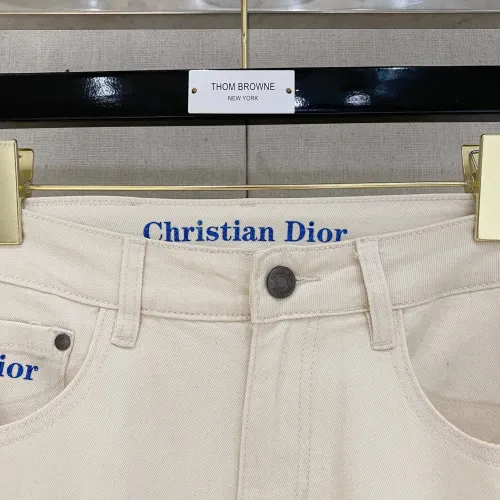 THOM BROWNE
NEW YORK
Christian Dior
ior